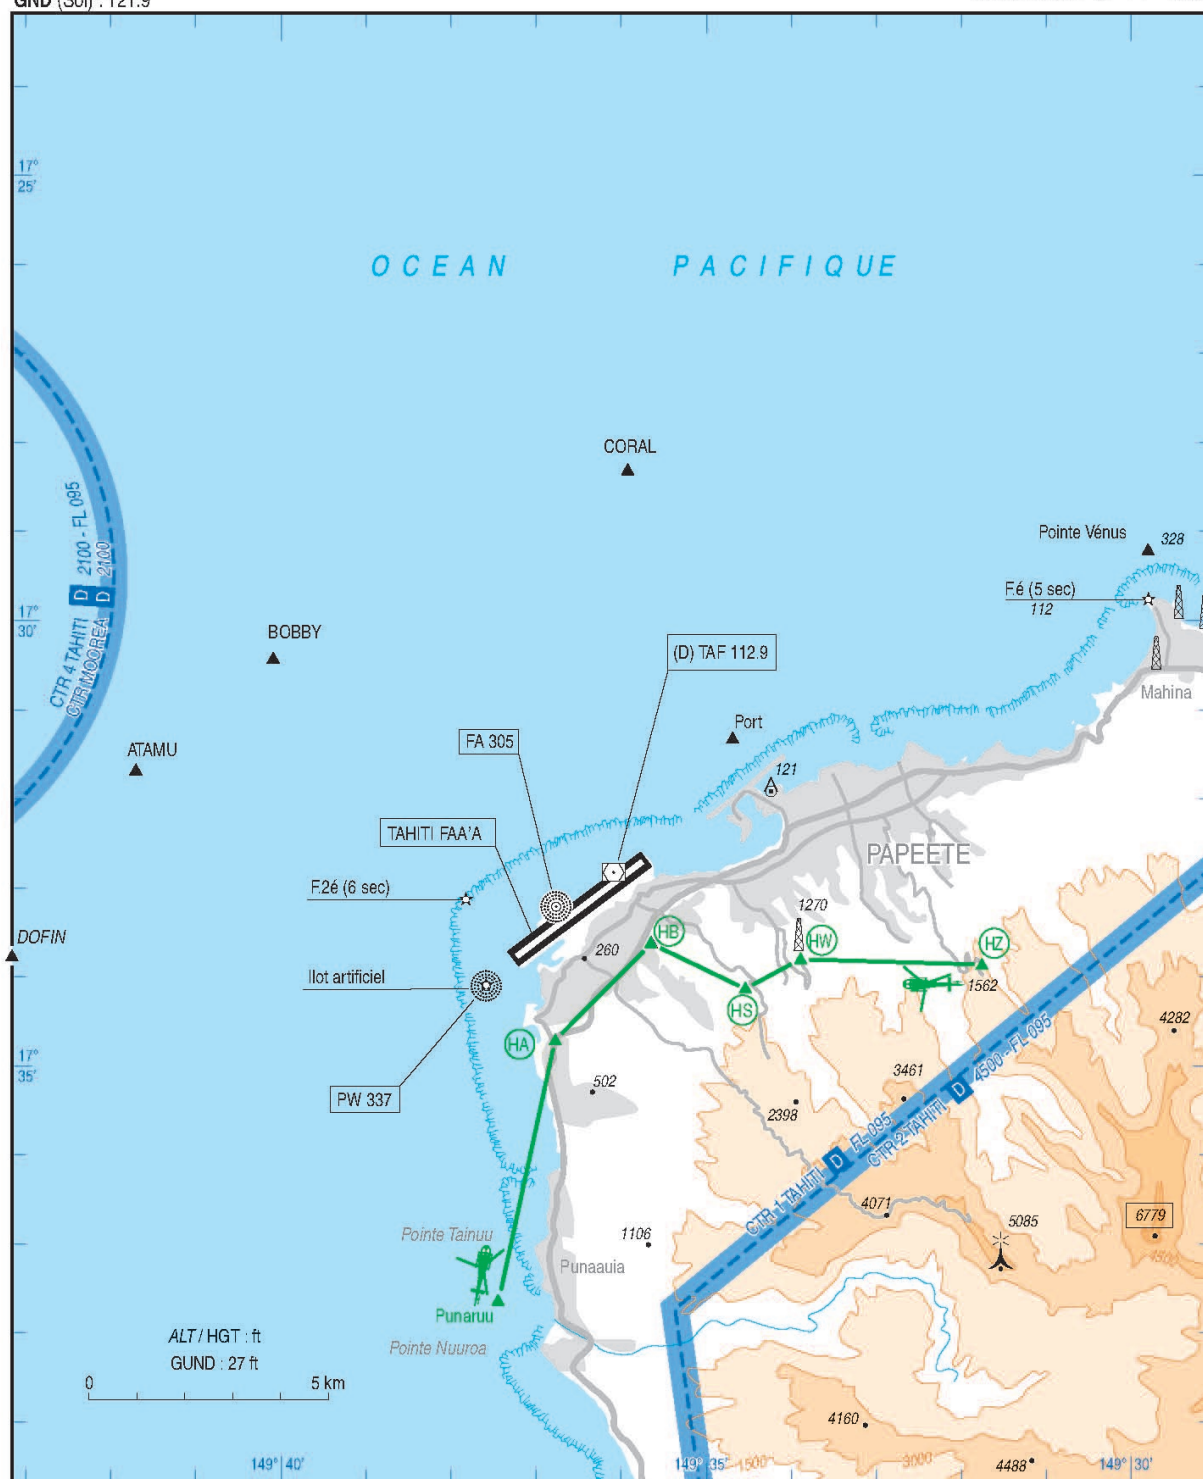 GND (Sol) : 121.9
17°
25'
OCEAN PACIFIQUE
CORAL
Pointe Vénus
328
F.é (5 sec)
112
CTR 4 TAHITI D 2100 - FL 095
CTR MOOREA D 2100
17°
30'
BOBBY
(D) TAF 112.9
Mahina
Port
FA 305
ATAMU
121
TAHITI FAA'A
PAPEETE
F.2é (6 sec)
1270
DOFIN
HB
HW
HZ
260
Ilot artificiel
1562
HS
4282
HA
17°
35'
502
3461
PW 337
2398
CTR 1 TAHITI D FL 095
CTR 2 TAHITI D 4500 - FL 095
4071
5085
6779
Pointe Tainuu
1106
4500
Punaauia
Punaruu
ALT / HGT : ft
Pointe Nuuroa
GUND : 27 ft
0 5 km
4160
149° 40'
149° 35'
1500
3000
4488
149° 30'